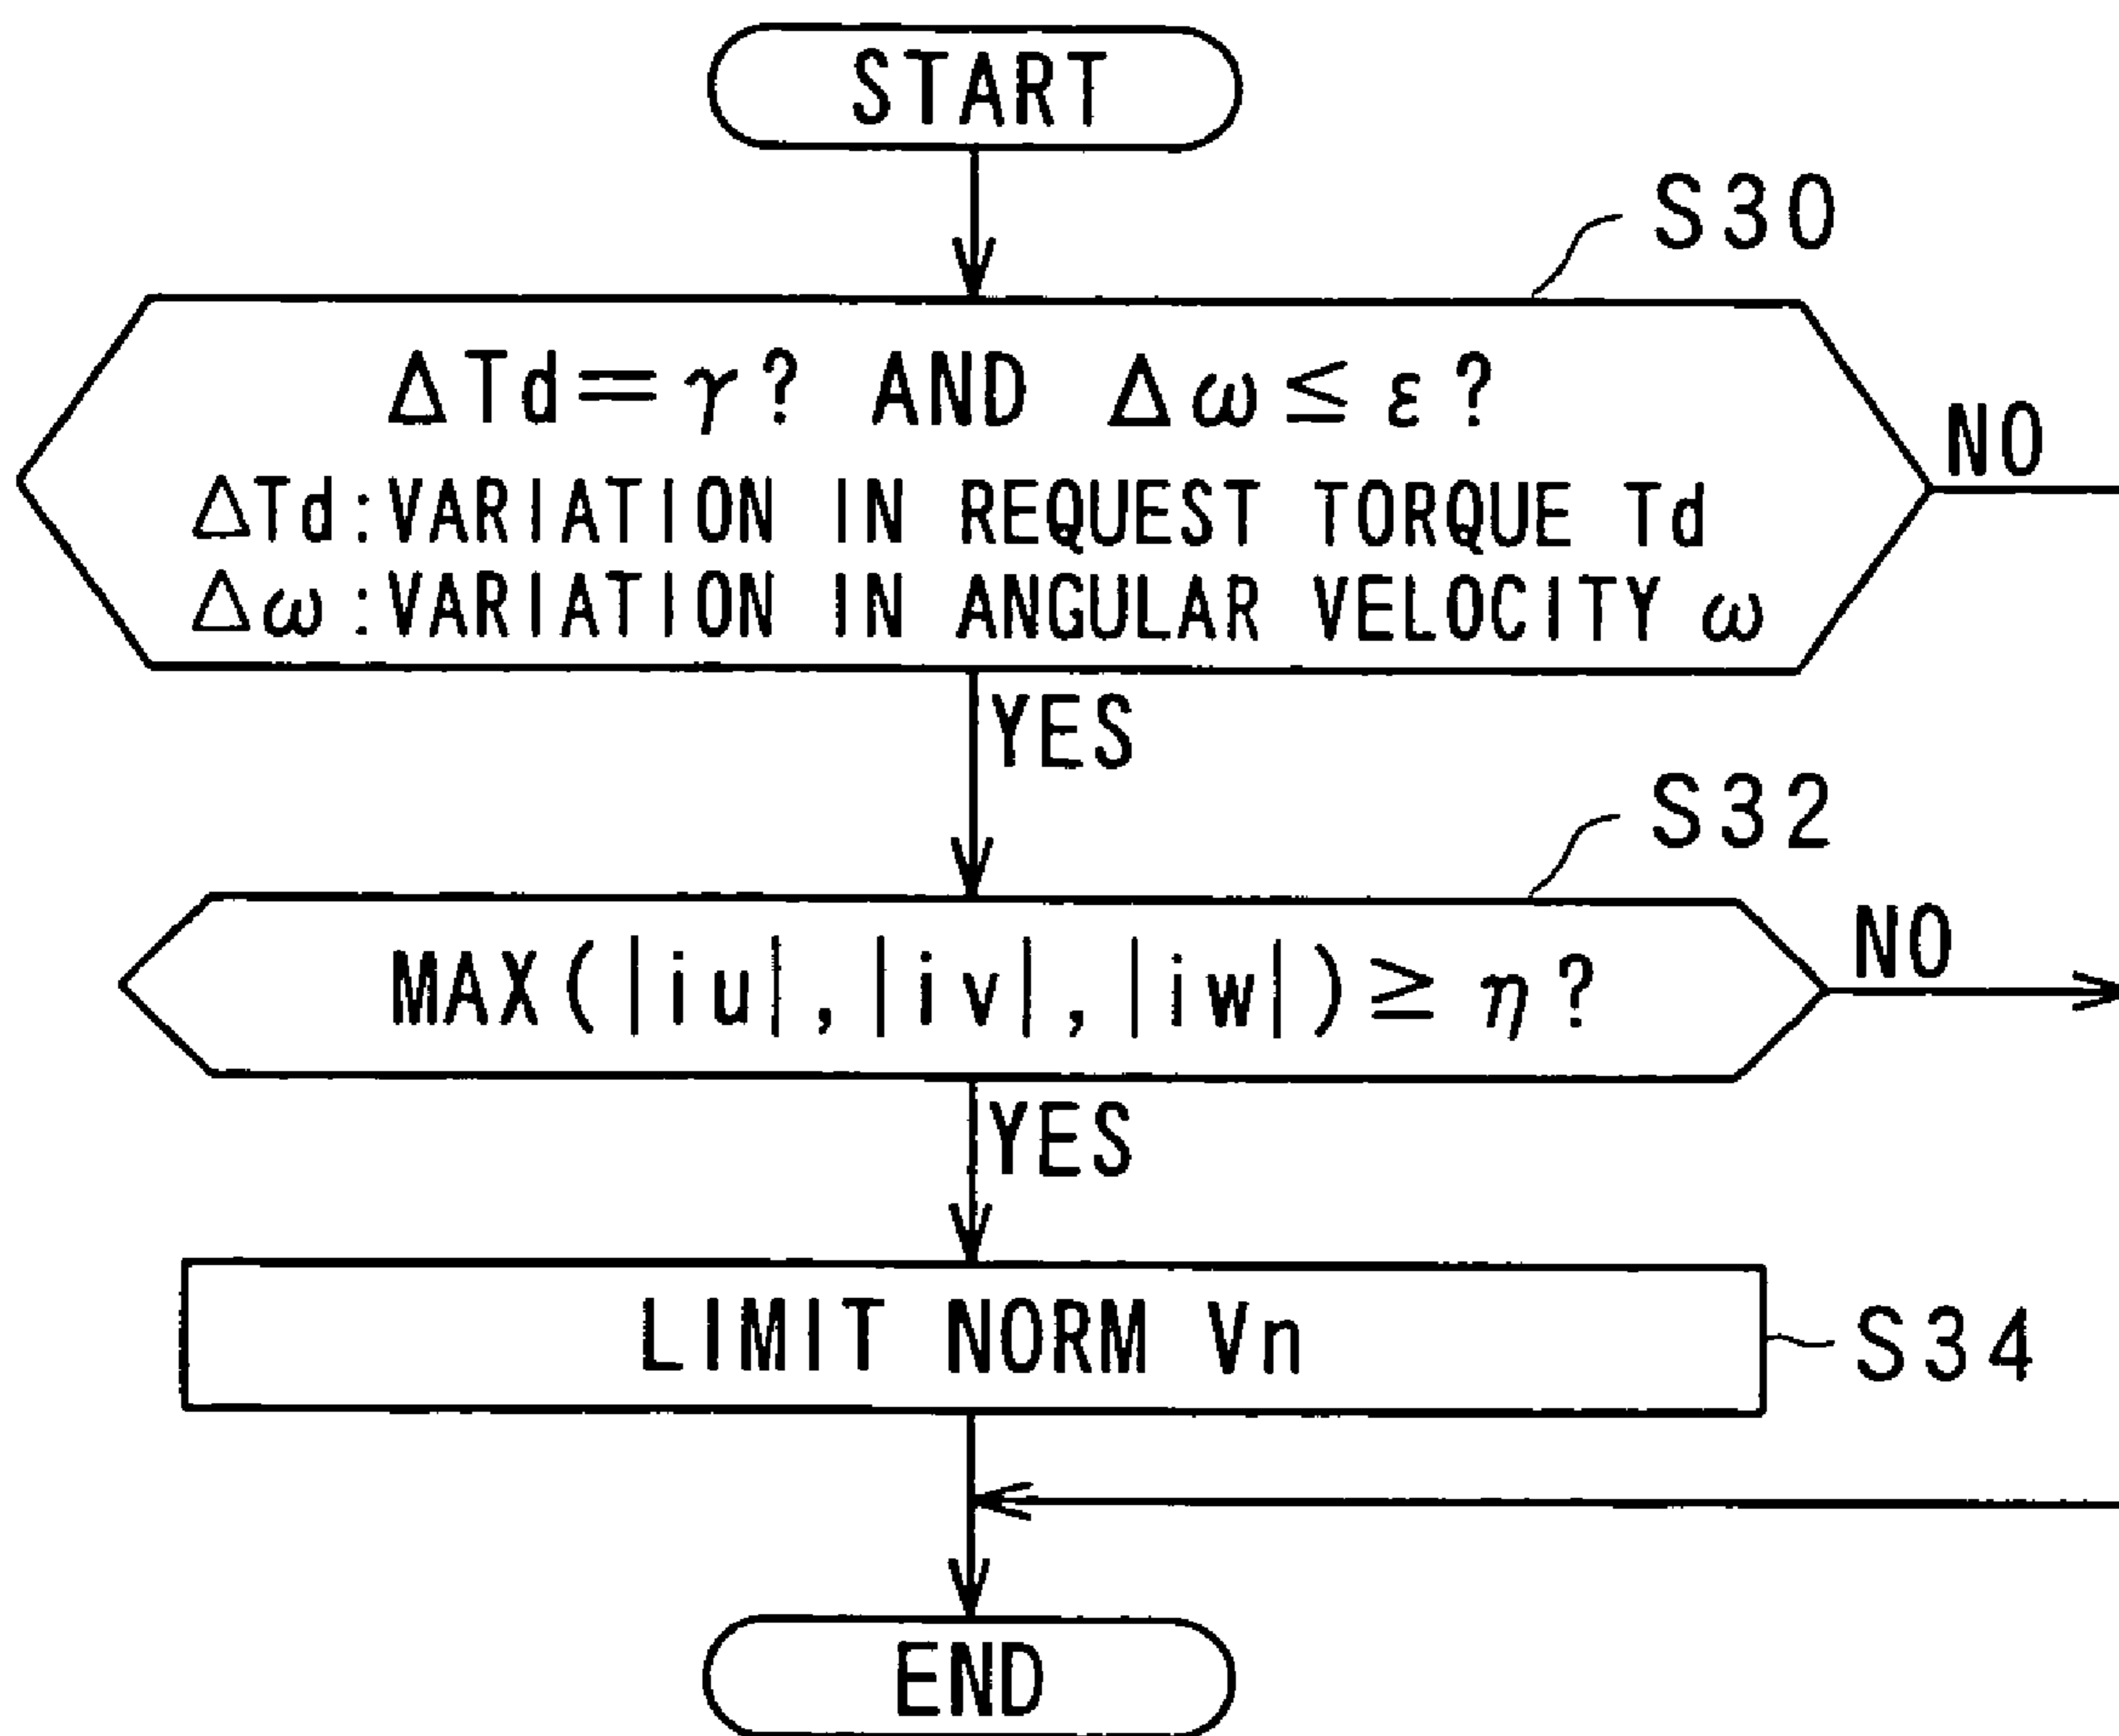 START
S30
ΔTd=γ? AND Δω≤ε?
NO
ΔTd:VARIATION IN REQUEST TORQUE Td
Δω:VARIATION IN ANGULAR VELOCITY ω
YES
S32
NO
MAX(|iu|,|iv|,|iw|)≥η?
YES
LIMIT NORM Vn
S34
END